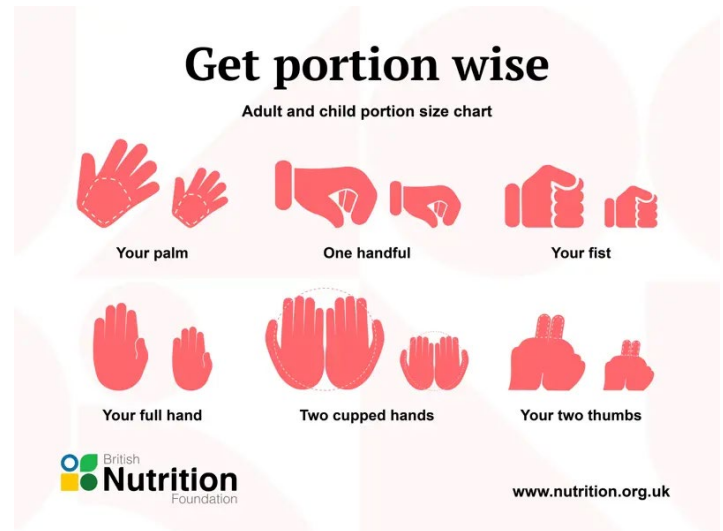 Get portion wise
Adult and child portion size chart
Your palm
One handful
Your fist
Your full hand
Two cupped hands
Your two thumbs
British
Nutrition
Foundation
www.nutrition.org.uk